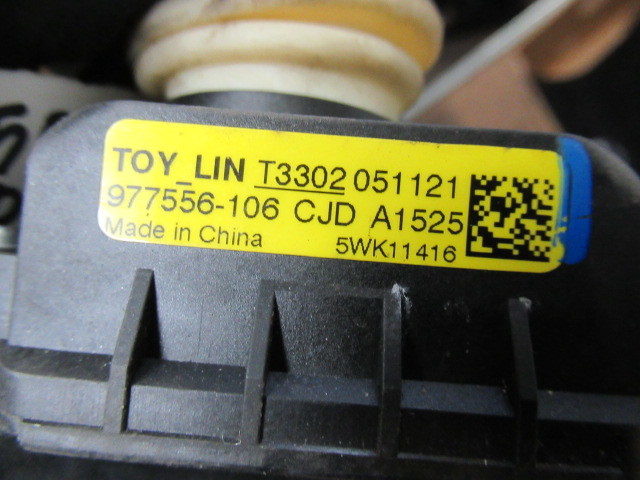 TOY_LIN T3302 051121
977556-106 CJD A1525
Made in China 5WK11416